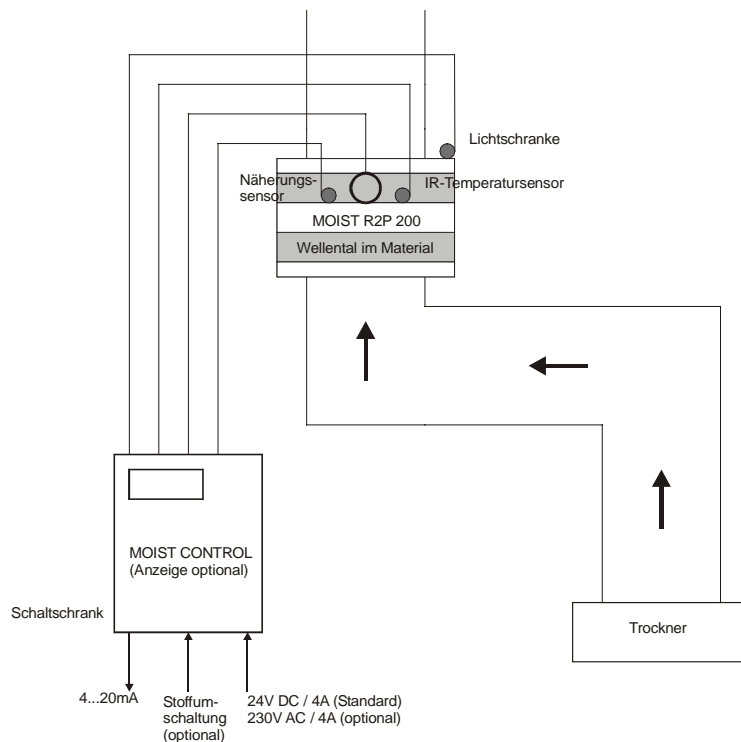 Lichtschranke
Näherungs-
sensor
IR-Temperatursensor
MOIST R2P 200
Wellental im Material
MOIST CONTROL
(Anzeige optional)
Schaltschrank
Trockner
4...20mA
Stoffum-
schaltung
(optional)
24V DC / 4A (Standard)
230V AC / 4A (optional)